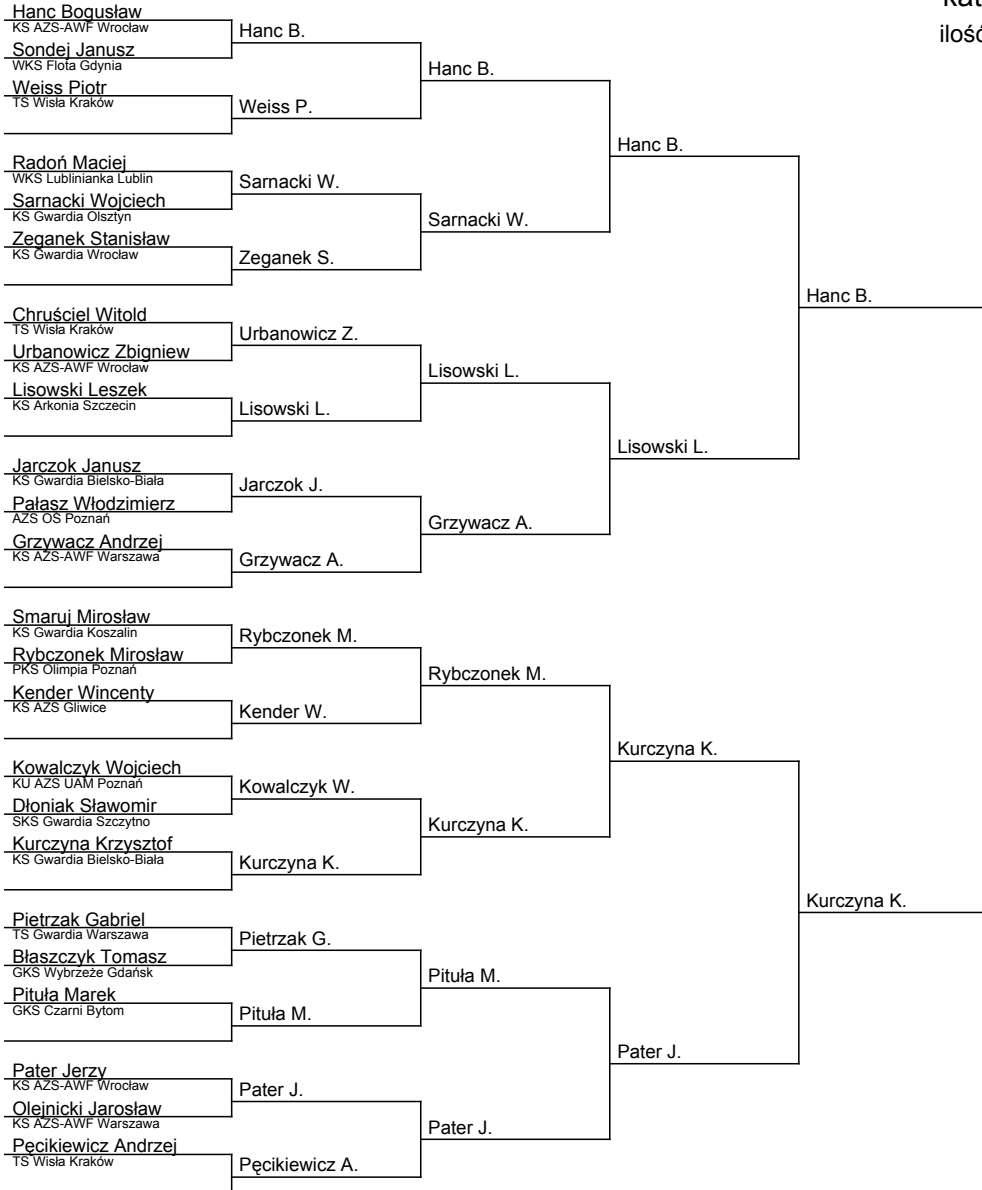 Hanc Bogusław
KS AZS-AWF Wrocław
Sondej Janusz
WKS Flota Gdynia
Weiss Piotr
TS Wisła Kraków
Radoń Maciej
WKS Lublinianka Lublin
Sarnacki Wojciech
KS Gwardia Olsztyn
Zeganek Stanisław
KS Gwardia Wrocław
Chruściel Witold
TS Wisła Kraków
Urbanowicz Zbigniew
KS AZS-AWF Wrocław
Lisowski Leszek
KS Arkonia Szczecin
Jarczok Janusz
KS Gwardia Bielsko-Biała
Pałasz Włodzimierz
AZS OŚ Poznań
Grzywacz Andrzej
KS AZS-AWF Warszawa
Smaruj Mirosław
KS Gwardia Koszalin
Rybczonek Mirosław
PKS Olimpia Poznań
Kender Wincenty
KS AZS Gliwice
Kowalczyk Wojciech
KU AZS UAM Poznań
Dłoniak Sławomir
SKS Gwardia Szczytno
Kurczyna Krzysztof
KS Gwardia Bielsko-Biała
Pietrzak Gabriel
TS Gwardia Warszawa
Błaszczyk Tomasz
GKS Wybrzeże Gdańsk
Pituła Marek
GKS Czarni Bytom
Pater Jerzy
KS AZS-AWF Wrocław
Olejnicki Jarosław
KS AZS-AWF Warszawa
Pęcikiewicz Andrzej
TS Wisła Kraków
Hanc B.
Weiss P.
Sarnacki W.
Zeganek S.
Urbanowicz Z.
Lisowski L.
Jarczok J.
Grzywacz A.
Rybczonek M.
Kender W.
Kowalczyk W.
Kurczyna K.
Pietrzak G.
Pituła M.
Pater J.
Pęcikiewicz A.
Hanc B.
Sarnacki W.
Lisowski L.
Grzywacz A.
Rybczonek M.
Kurczyna K.
Pituła M.
Pater J.
Hanc B.
Lisowski L.
Kurczyna K.
Pater J.
Hanc B.
Kurczyna K.